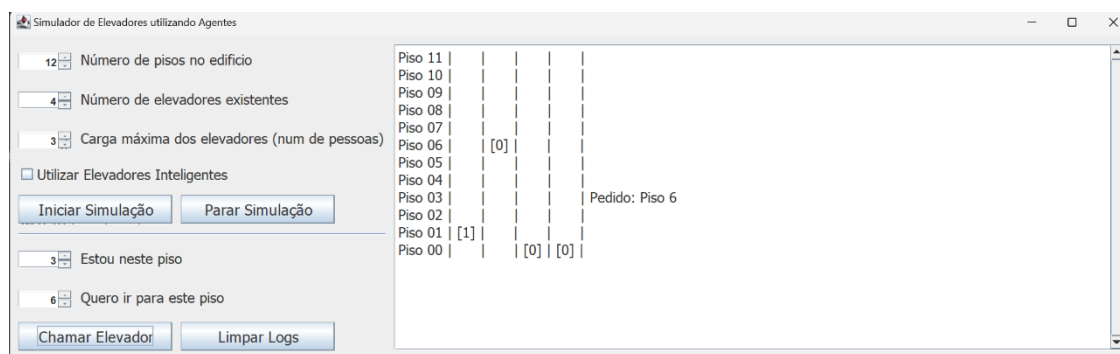 Simulador de Elevadores utilizando Agentes
12 Número de pisos no edificio
4 Número de elevadores existentes
3 Carga máxima dos elevadores (num de pessoas)
Utilizar Elevadores Inteligentes
Iniciar Simulação Parar Simulação
3 Estou neste piso
6 Quero ir para este piso
Chamar Elevador Limpar Logs
Piso 11 | | | | |
Piso 10 | | | | |
Piso 09 | | | | |
Piso 08 | | | | |
Piso 07 | | | | |
Piso 06 | | [0] | | |
Piso 05 | | | | |
Piso 04 | | | | |
Piso 03 | | | | | Pedido: Piso 6
Piso 02 | | | | |
Piso 01 | [1] | | | |
Piso 00 | | | [0] | [0] |